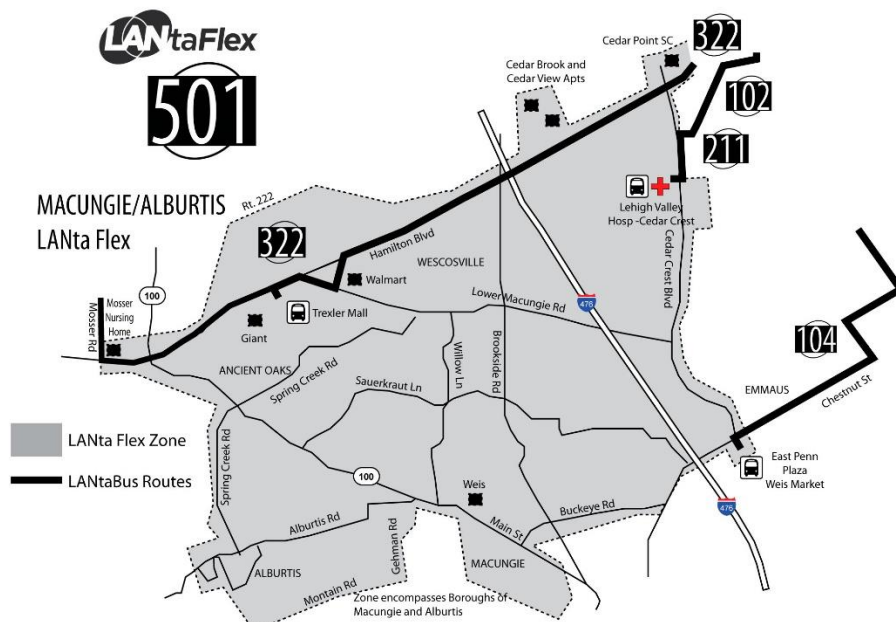 LANtaFlex
501
MACUNGIE/ALBURTIS
LANta Flex
Cedar Point SC
322
Cedar Brook and
Cedar View Apts
102
211
Lehigh Valley
Hosp -Cedar Crest
Rt. 222
322
Hamilton Blvd
WESCOSVILLE
Walmart
Cedar Crest Blvd
476
100
Mosser Rd
Mosser
Nursing
Home
Trexler Mall
Giant
Lower Macungie Rd
104
ANCIENT OAKS
Spring Creek Rd
Willow Ln
Brookside Rd
Sauerkraut Ln
EMMAUS
Chestnut St
LANta Flex Zone
LANtaBus Routes
Spring Creek Rd
100
Weis
East Penn
Plaza
Weis Market
476
Buckeye Rd
Main St
Alburtis Rd
Gehman Rd
ALBURTIS
MACUNGIE
Montain Rd
Zone encompasses Boroughs of
Macungie and Alburtis